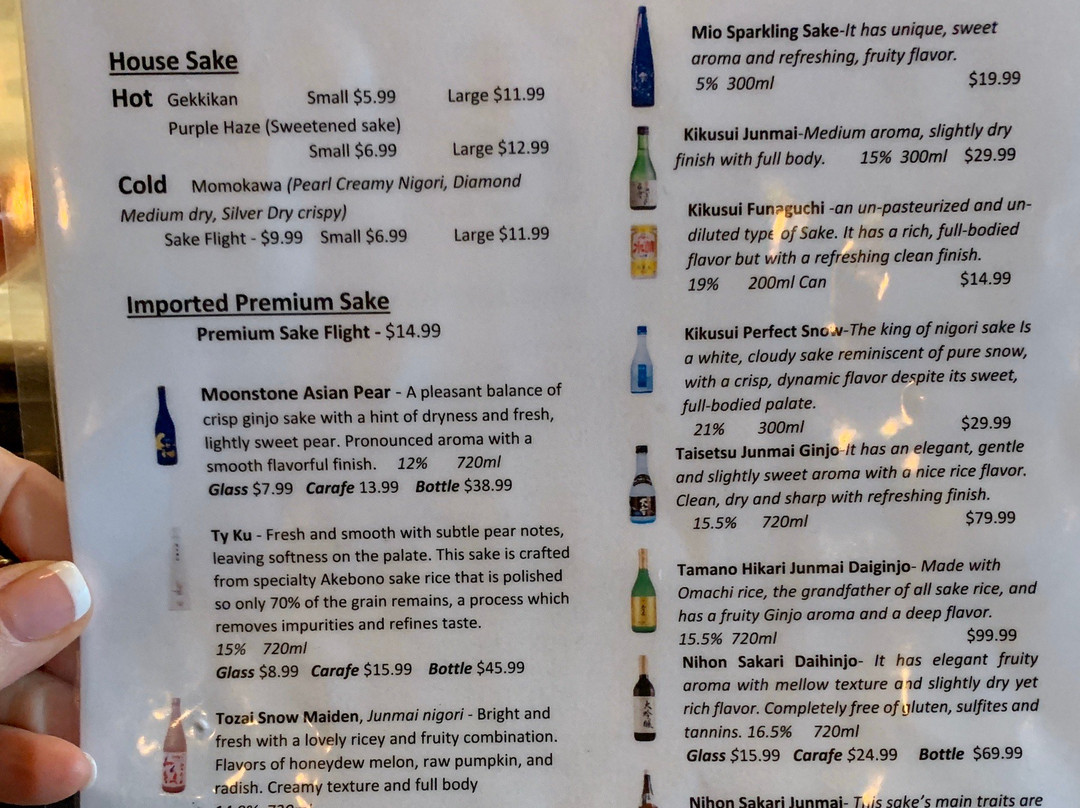 House Sake
Hot Gekkikan Small $5.99 Large $11.99
Purple Haze (Sweetened sake)
Small $6.99 Large $12.99
Cold Momokawa (Pearl Creamy Nigori, Diamond
Medium dry, Silver Dry crispy)
Sake Flight - $9.99 Small $6.99 Large $11.99
Imported Premium Sake
Premium Sake Flight - $14.99
Moonstone Asian Pear - A pleasant balance of
crisp ginjo sake with a hint of dryness and fresh,
lightly sweet pear. Pronounced aroma with a
smooth flavorful finish. 12% 720ml
Glass $7.99 Carafe 13.99 Bottle $38.99
Ty Ku - Fresh and smooth with subtle pear notes,
leaving softness on the palate. This sake is crafted
from specialty Akebono sake rice that is polished
so only 70% of the grain remains, a process which
removes impurities and refines taste.
15% 720ml
Glass $8.99 Carafe $15.99 Bottle $45.99
Tozai Snow Maiden, Junmai nigori - Bright and
fresh with a lovely ricey and fruity combination.
Flavors of honeydew melon, raw pumpkin, and
radish. Creamy texture and full body
Mio Sparkling Sake-It has unique, sweet
aroma and refreshing, fruity flavor.
5% 300ml $19.99
Kikusui Junmai-Medium aroma, slightly dry
finish with full body. 15% 300ml $29.99
Kikusui Funaguchi -an un-pasteurized and un-
diluted type of Sake. It has a rich, full-bodied
flavor but with a refreshing clean finish.
19% 200ml Can $14.99
Kikusui Perfect Snow-The king of nigori sake Is
a white, cloudy sake reminiscent of pure snow,
with a crisp, dynamic flavor despite its sweet,
full-bodied palate.
21% 300ml $29.99
Taisetsu Junmai Ginjo-It has an elegant, gentle
and slightly sweet aroma with a nice rice flavor.
Clean, dry and sharp with refreshing finish.
15.5% 720ml $79.99
Tamano Hikari Junmai Daiginjo- Made with
Omachi rice, the grandfather of all sake rice, and
has a fruity Ginjo aroma and a deep flavor.
15.5% 720ml $99.99
Nihon Sakari Daihinjo- It has elegant fruity
aroma with mellow texture and slightly dry yet
rich flavor. Completely free of gluten, sulfites and
tannins. 16.5% 720ml
Glass $15.99 Carafe $24.99 Bottle $69.99
大吟醸
Nihon Sakari Junmai- This sake's main traits are